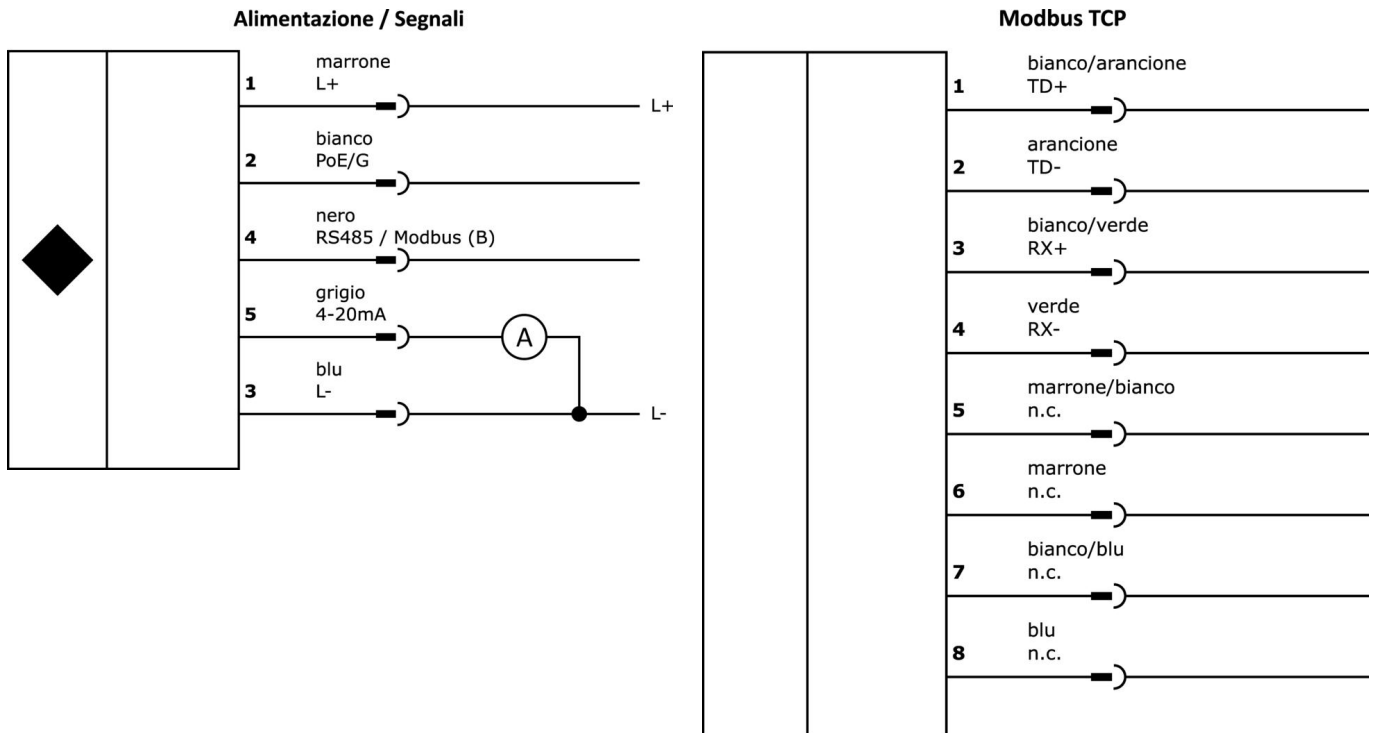 Alimentazione / Segnali
marrone
1 L+
L+
bianco
2 PoE/G
nero
4 RS485 / Modbus (B)
grigio
5 4-20mA
A
blu
3 L-
L-
Modbus TCP
bianco/arancione
1 TD+
arancione
2 TD-
bianco/verde
3 RX+
verde
4 RX-
marrone/bianco
5 n.c.
marrone
6 n.c.
bianco/blu
7 n.c.
blu
8 n.c.